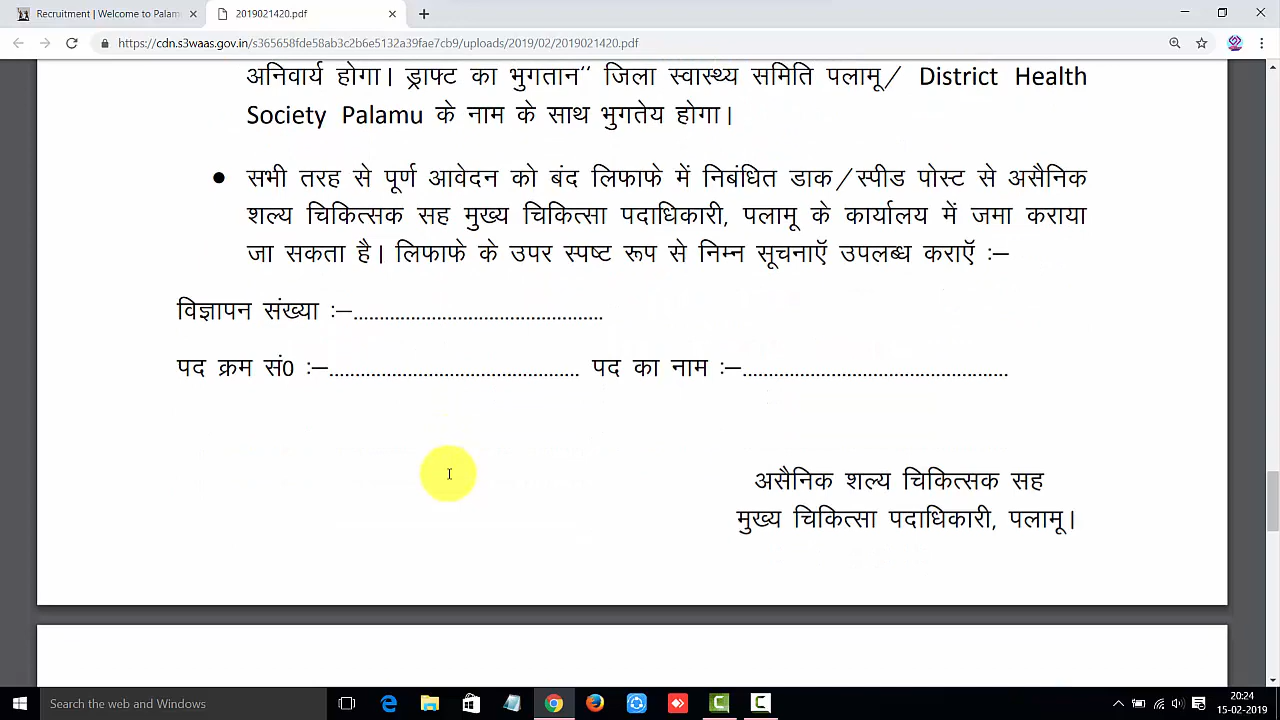 Recruitment | Welcome to Palam
2019021420.pdf
https://cdn.s3waas.gov.in/s365658fde58ab3c2b6e5132a39fae7cb9/uploads/2019/02/2019021420.pdf
अनिवार्य होगा। ड्राफ्ट का भुगतान" जिला स्वास्थ्य समिति पलामू/ District Health
Society Palamu के नाम के साथ भुगतेय होगा।
● सभी तरह से पूर्ण आवेदन को बंद लिफाफे में निबंधित डाक/स्पीड पोस्ट से असैनिक
शल्य चिकित्सक सह मुख्य चिकित्सा पदाधिकारी, पलामू के कार्यालय में जमा कराया
जा सकता है। लिफाफे के उपर स्पष्ट रूप से निम्न सूचनाऍ उपलब्ध कराऍ :–
विज्ञापन संख्या :–................................................
पद क्रम सं0 :–................................................ पद का नाम :–...................................................
असैनिक शल्य चिकित्सक सह
मुख्य चिकित्सा पदाधिकारी, पलामू।
Search the web and Windows
20:24
15-02-2019